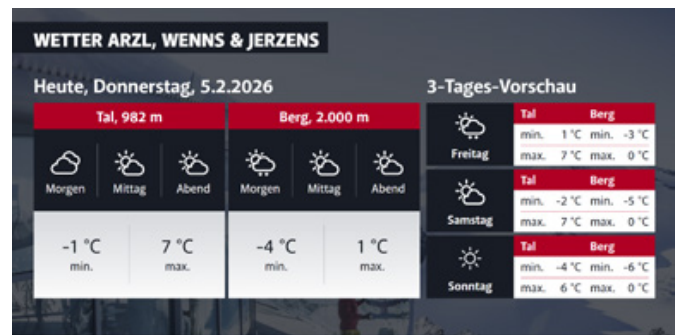 WETTER ARZL, WENNS & JERZENS
Heute, Donnerstag, 5.2.2026
Tal, 982 m
Morgen Mittag Abend
-1 °C 7 °C
min. max.
Berg, 2.000 m
Morgen Mittag Abend
-4 °C 1 °C
min. max.
3-Tages-Vorschau
Freitag
Tal Berg
min. 1 °C min. -3 °C
max. 7 °C max. 0 °C
Samstag
Tal Berg
min. -2 °C min. -5 °C
max. 7 °C max. 0 °C
Sonntag
Tal Berg
min. -4 °C min. -6 °C
max. 6 °C max. 0 °C